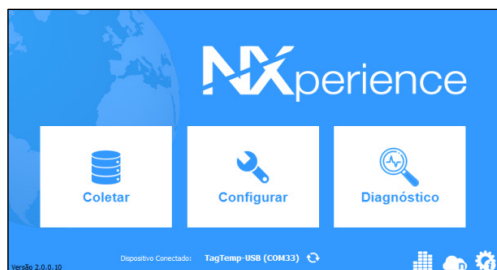 NXperience
Coletar
Configurar
Diagnóstico
Dispositivo Conectado: TagTemp-USB (COM33)
Versão 2.0.0.10